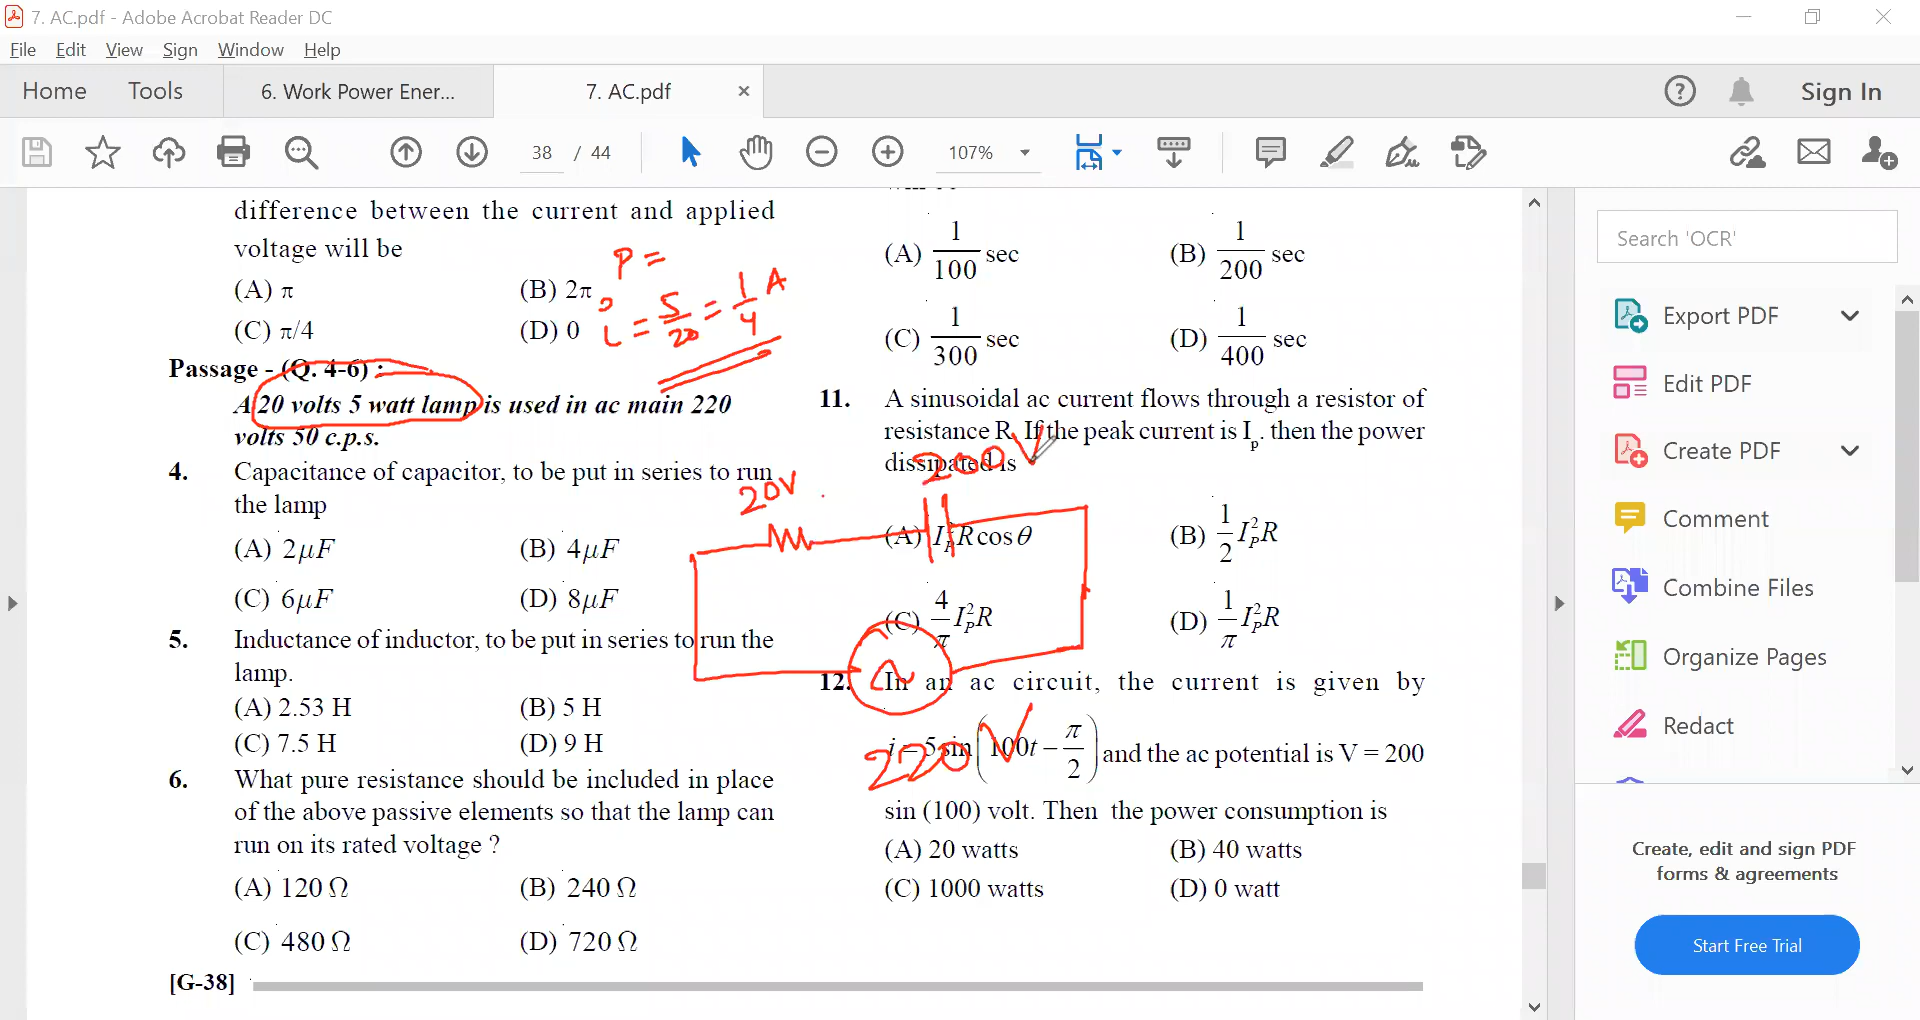 7. AC.pdf - Adobe Acrobat Reader DC
File Edit View Sign Window Help
Home Tools 6. Work Power Ener... 7. AC.pdf × Sign In
38 / 44 107%
difference between the current and applied
voltage will be
(A) π (B) 2π
(C) π/4 (D) 0
P =
i = 5/20 = 1/4 A
Passage - (Q. 4-6) :
A 20 volts 5 watt lamp is used in ac main 220
volts 50 c.p.s.
4. Capacitance of capacitor, to be put in series to run
the lamp
(A) 2μF (B) 4μF
(C) 6μF (D) 8μF
5. Inductance of inductor, to be put in series to run the
lamp.
(A) 2.53 H (B) 5 H
(C) 7.5 H (D) 9 H
6. What pure resistance should be included in place
of the above passive elements so that the lamp can
run on its rated voltage ?
(A) 120 Ω (B) 240 Ω
(C) 480 Ω (D) 720 Ω
[G-38]
(A) 1/100 sec (B) 1/200 sec
(C) 1/300 sec (D) 1/400 sec
11. A sinusoidal ac current flows through a resistor of
resistance R. If the peak current is Iₚ. then the power
dissipated is
20V 200V
(A) I²ₚR cos θ (B) 1/2 I²ₚR
(C) 4/π I²ₚR (D) 1/π I²ₚR
12. In an ac circuit, the current is given by
i = 5 sin(100t − π/2) and the ac potential is V = 200
220V
sin (100) volt. Then the power consumption is
(A) 20 watts (B) 40 watts
(C) 1000 watts (D) 0 watt
Search 'OCR'
Export PDF
Edit PDF
Create PDF
Comment
Combine Files
Organize Pages
Redact
Create, edit and sign PDF
forms & agreements
Start Free Trial